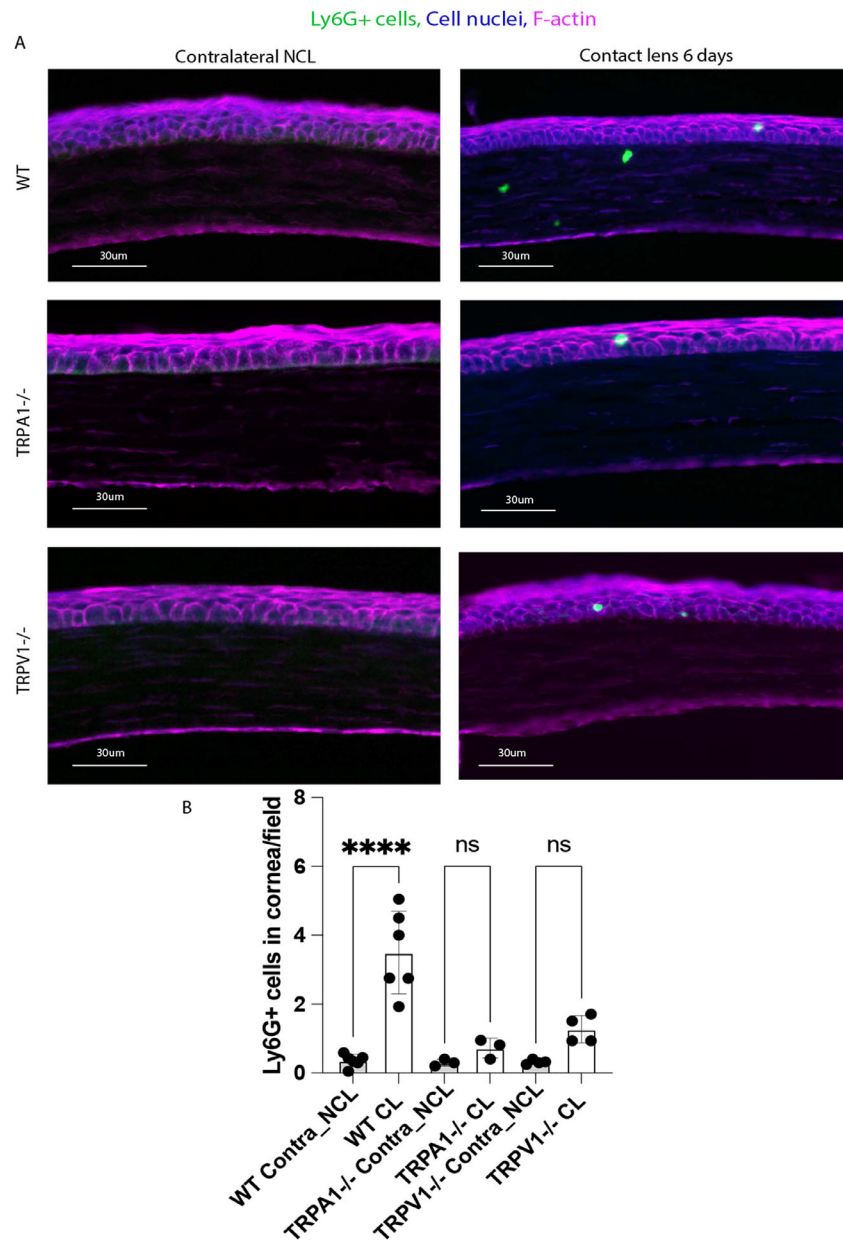 Ly6G+ cells, Cell nuclei, F-actin
A
Contralateral NCL
Contact lens 6 days
WT
30um
30um
TRPA1-/-
30um
30um
TRPV1-/-
30um
30um
B
Ly6G+ cells in cornea/field
8
6
4
2
0
****
ns
ns
WT Contra_NCL
WT CL
TRPA1-/- Contra_NCL
TRPA1-/- CL
TRPV1-/- Contra_NCL
TRPV1-/- CL